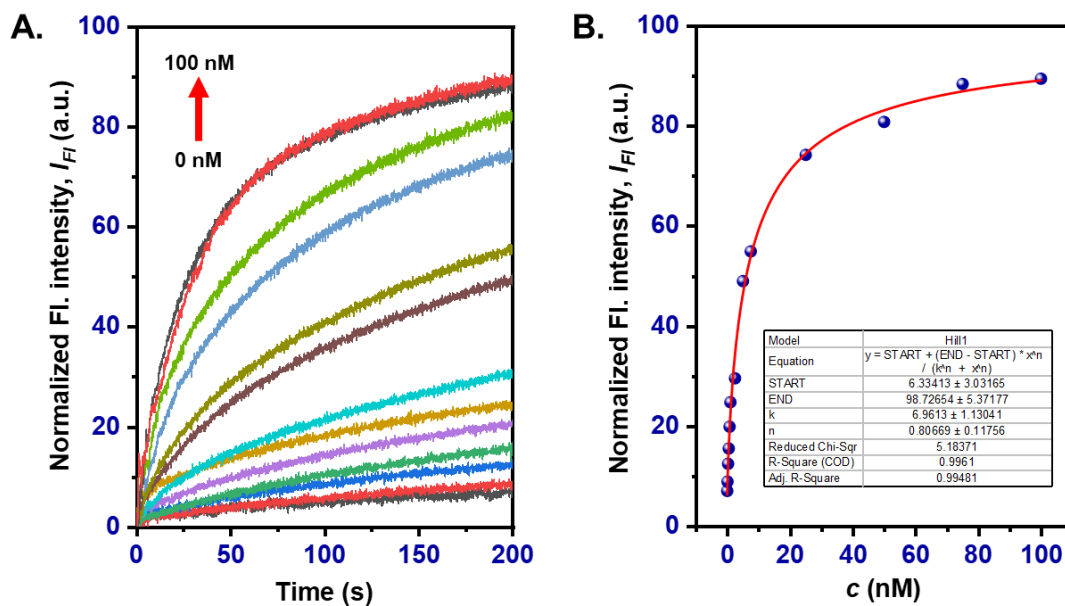 A.
100 nM
0 nM
Normalized Fl. intensity, I_Fl (a.u.)
100
80
60
40
20
0
0 50 100 150 200
Time (s)
B.
Normalized Fl. intensity, I_Fl (a.u.)
100
80
60
40
20
0
Model Hill1
Equation y = START + (END - START) * x^n
/ (k^n + x^n)
START 6.33413 ± 3.03165
END 98.72654 ± 5.37177
k 6.9613 ± 1.13041
n 0.80669 ± 0.11756
Reduced Chi-Sqr 5.18371
R-Square (COD) 0.9961
Adj. R-Square 0.99481
0 20 40 60 80 100
c (nM)